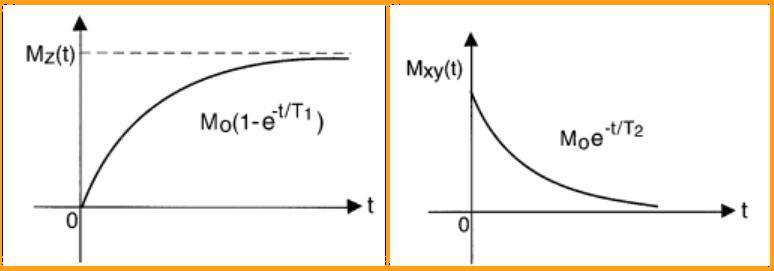 Mz(t)
Mo(1-e-t/T1)
t
0
Mxy(t)
Moe-t/T2
t
0